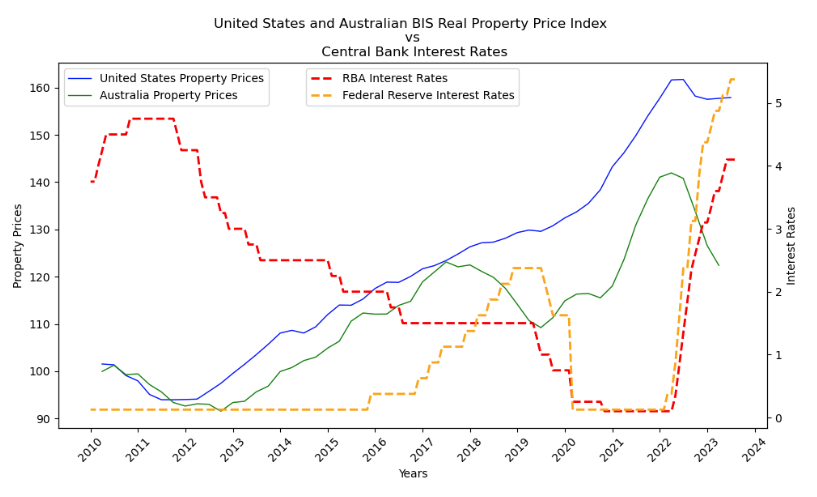 United States and Australian BIS Real Property Price Index
vs
Central Bank Interest Rates
United States Property Prices
Australia Property Prices
RBA Interest Rates
Federal Reserve Interest Rates
Property Prices
160
150
140
130
120
110
100
90
Interest Rates
5
4
3
2
1
0
2010 2011 2012 2013 2014 2015 2016 2017 2018 2019 2020 2021 2022 2023 2024
Years